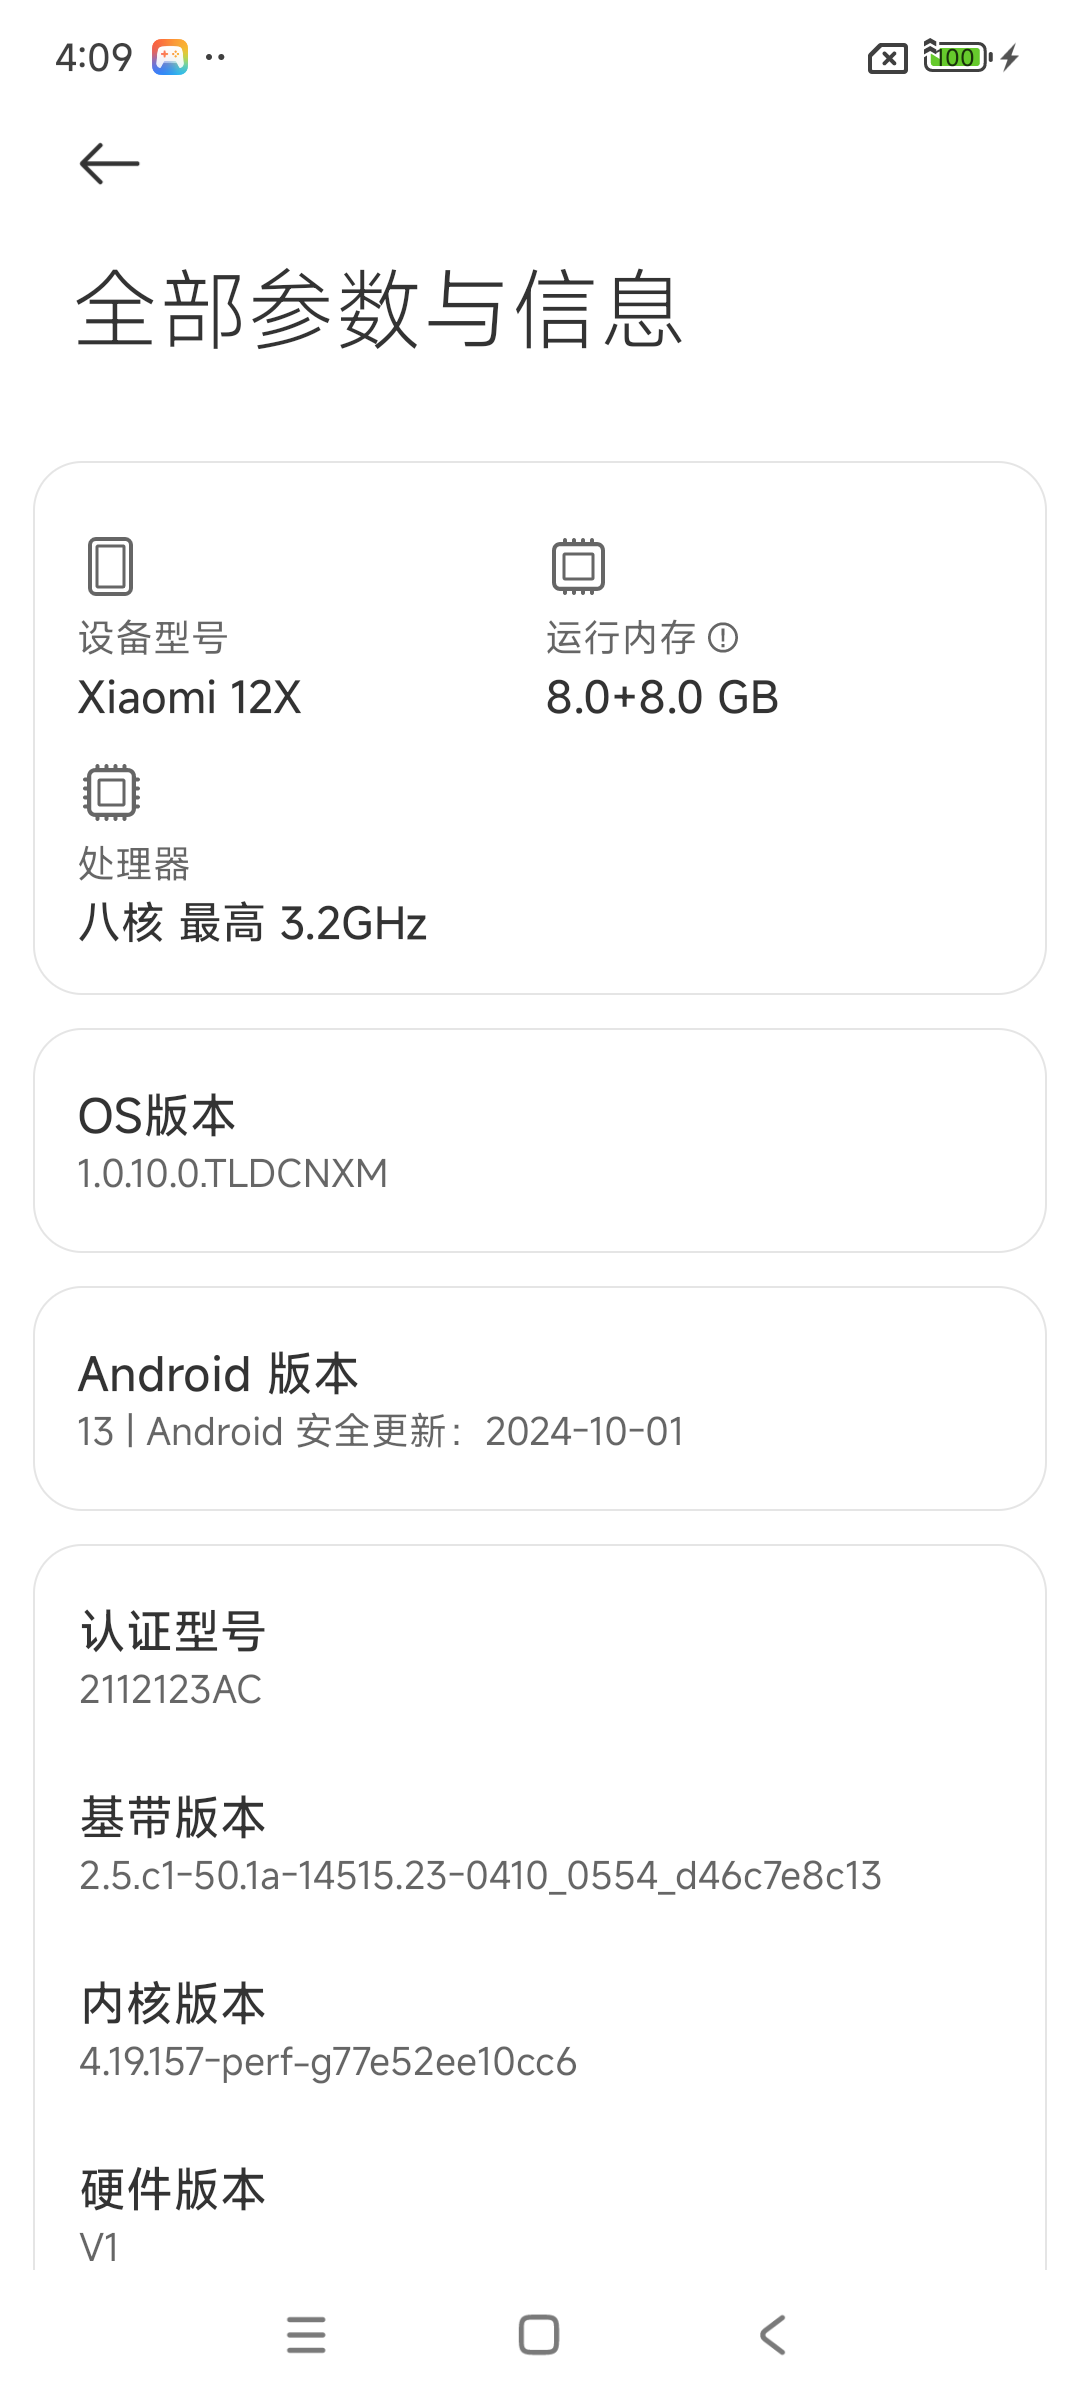 4:09
100
全部参数与信息
设备型号
Xiaomi 12X
运行内存
8.0+8.0 GB
处理器
八核 最高 3.2GHz
OS版本
1.0.10.0.TLDCNXM
Android 版本
13 | Android 安全更新：2024-10-01
认证型号
2112123AC
基带版本
2.5.c1-50.1a-14515.23-0410_0554_d46c7e8c13
内核版本
4.19.157-perf-g77e52ee10cc6
硬件版本
V1